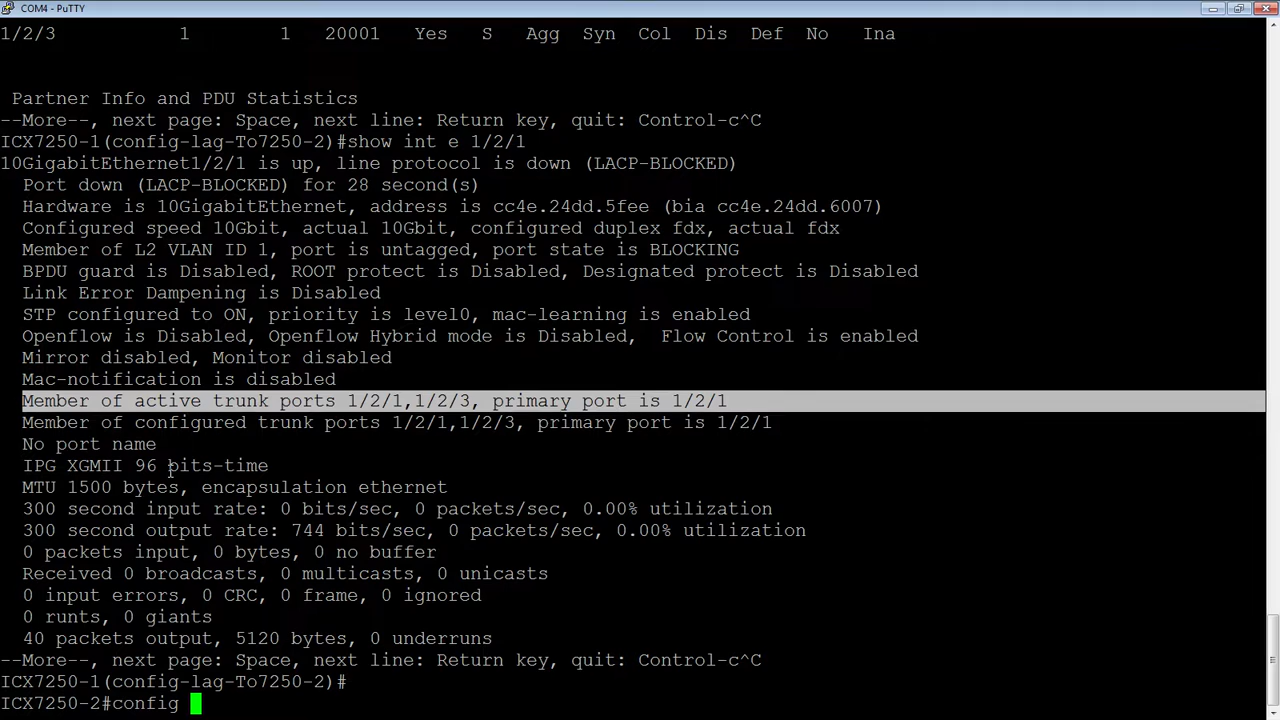 COM4 - PuTTY
1/2/3 1 1 20001 Yes S Agg Syn Col Dis Def No Ina
Partner Info and PDU Statistics
--More--, next page: Space, next line: Return key, quit: Control-c^C
ICX7250-1(config-lag-To7250-2)#show int e 1/2/1
10GigabitEthernet1/2/1 is up, line protocol is down (LACP-BLOCKED)
Port down (LACP-BLOCKED) for 28 second(s)
Hardware is 10GigabitEthernet, address is cc4e.24dd.5fee (bia cc4e.24dd.6007)
Configured speed 10Gbit, actual 10Gbit, configured duplex fdx, actual fdx
Member of L2 VLAN ID 1, port is untagged, port state is BLOCKING
BPDU guard is Disabled, ROOT protect is Disabled, Designated protect is Disabled
Link Error Dampening is Disabled
STP configured to ON, priority is level0, mac-learning is enabled
Openflow is Disabled, Openflow Hybrid mode is Disabled,  Flow Control is enabled
Mirror disabled, Monitor disabled
Mac-notification is disabled
Member of active trunk ports 1/2/1,1/2/3, primary port is 1/2/1
Member of configured trunk ports 1/2/1,1/2/3, primary port is 1/2/1
No port name
IPG XGMII 96 bits-time
MTU 1500 bytes, encapsulation ethernet
300 second input rate: 0 bits/sec, 0 packets/sec, 0.00% utilization
300 second output rate: 744 bits/sec, 0 packets/sec, 0.00% utilization
0 packets input, 0 bytes, 0 no buffer
Received 0 broadcasts, 0 multicasts, 0 unicasts
0 input errors, 0 CRC, 0 frame, 0 ignored
0 runts, 0 giants
40 packets output, 5120 bytes, 0 underruns
--More--, next page: Space, next line: Return key, quit: Control-c^C
ICX7250-1(config-lag-To7250-2)#
ICX7250-2#config